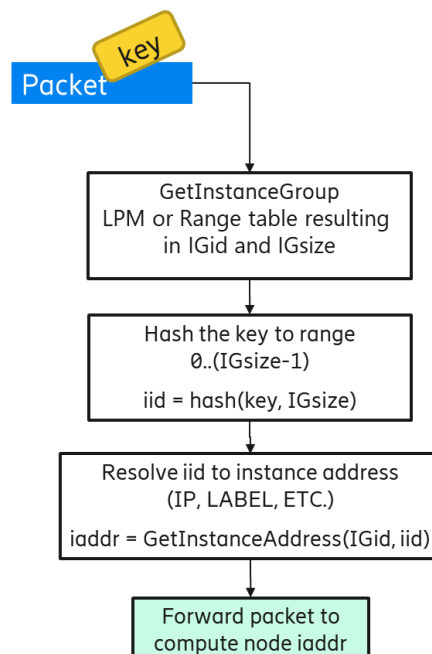 key
Packet
GetInstanceGroup
LPM or Range table resulting
in IGid and IGsize
Hash the key to range
0..(IGsize-1)
iid = hash(key, IGsize)
Resolve iid to instance address
(IP, LABEL, ETC.)
iaddr = GetInstanceAddress(IGid, iid)
Forward packet to
compute node iaddr